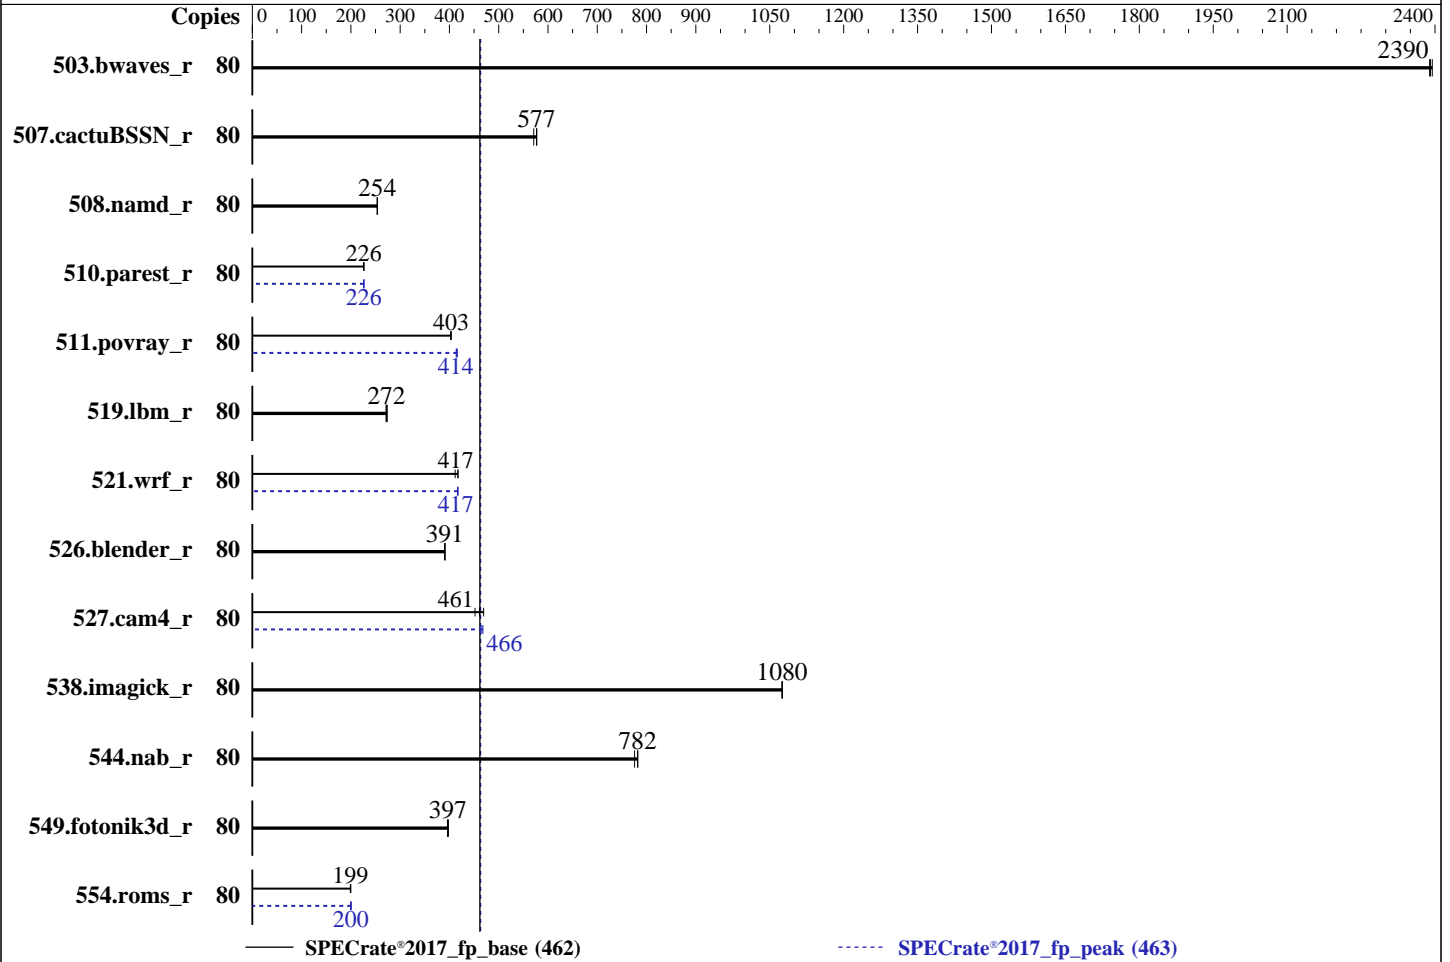 Copies 0 100 200 300 400 500 600 700 800 900 1050 1200 1350 1500 1650 1800 1950 2100 2400
503.bwaves_r 80 2390
507.cactuBSSN_r 80 577
508.namd_r 80 254
510.parest_r 80 226
226
511.povray_r 80 403
414
519.lbm_r 80 272
521.wrf_r 80 417
417
526.blender_r 80 391
527.cam4_r 80 461
466
538.imagick_r 80 1080
544.nab_r 80 782
549.fotonik3d_r 80 397
554.roms_r 80 199
200
SPECrate®2017_fp_base (462) SPECrate®2017_fp_peak (463)